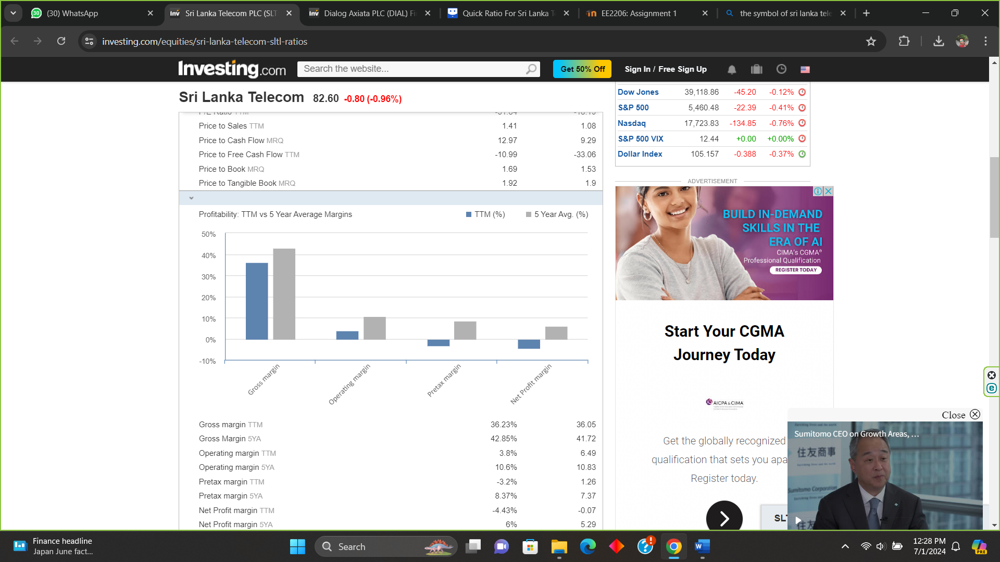 (30) WhatsApp
Sri Lanka Telecom PLC (SLT
Dialog Axiata PLC (DIAL) Fi
Quick Ratio For Sri Lanka T
EE2206: Assignment 1
the symbol of sri lanka tele
investing.com/equities/sri-lanka-telecom-sltl-ratios
Investing.com
Search the website...
Get 50% Off
Sign In / Free Sign Up
Sri Lanka Telecom 82.60 -0.80 (-0.96%)
Price to Sales TTM 1.41 1.08
Price to Cash Flow MRQ 12.97 9.29
Price to Free Cash Flow TTM -10.99 -33.06
Price to Book MRQ 1.69 1.53
Price to Tangible Book MRQ 1.92 1.9
Profitability: TTM vs 5 Year Average Margins
TTM (%) 5 Year Avg. (%)
50%
40%
30%
20%
10%
0%
-10%
Gross margin
Operating margin
Pretax margin
Net Profit margin
Gross margin TTM 36.23% 36.05
Gross Margin 5YA 42.85% 41.72
Operating margin TTM 3.8% 6.49
Operating margin 5YA 10.6% 10.83
Pretax margin TTM -3.2% 1.26
Pretax margin 5YA 8.37% 7.37
Net Profit margin TTM -4.43% -0.07
Net Profit margin 5YA 6% 5.29
Dow Jones 39,118.86 -45.20 -0.12%
S&P 500 5,460.48 -22.39 -0.41%
Nasdaq 17,723.83 -134.85 -0.76%
S&P 500 VIX 12.44 +0.00 +0.00%
Dollar Index 105.157 -0.388 -0.37%
ADVERTISEMENT
BUILD IN-DEMAND
SKILLS IN THE
ERA OF AI
CIMA's CGMA®
Professional Qualification
REGISTER TODAY
Start Your CGMA
Journey Today
AICPA & CIMA
Get the globally recognized
qualification that sets you apa
Register today.
SLT
Close
Sumitomo CEO on Growth Areas, ...
住友商事
Sumitomo Corporation
Finance headline
Japan June fact...
Search
12:28 PM
7/1/2024